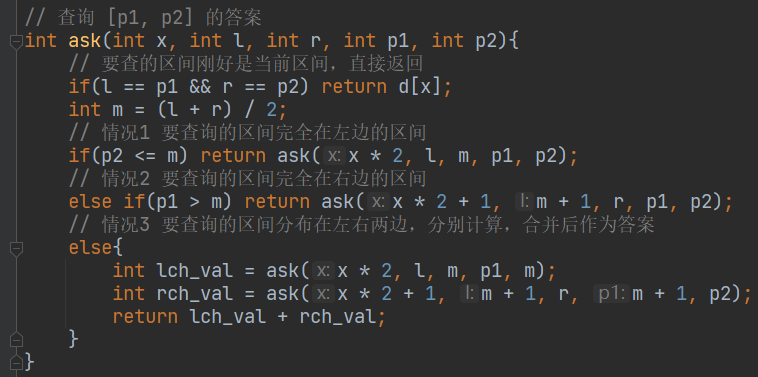 // 查询 [p1, p2] 的答案
int ask(int x, int l, int r, int p1, int p2){
    // 要查的区间刚好是当前区间，直接返回
    if(l == p1 && r == p2) return d[x];
    int m = (l + r) / 2;
    // 情况1 要查询的区间完全在左边的区间
    if(p2 <= m) return ask(x: x * 2, l, m, p1, p2);
    // 情况2 要查询的区间完全在右边的区间
    else if(p1 > m) return ask(x: x * 2 + 1, l: m + 1, r, p1, p2);
    // 情况3 要查询的区间分布在左右两边，分别计算，合并后作为答案
    else{
        int lch_val = ask(x: x * 2, l, m, p1, m);
        int rch_val = ask(x: x * 2 + 1, l: m + 1, r, p1: m + 1, p2);
        return lch_val + rch_val;
    }
}